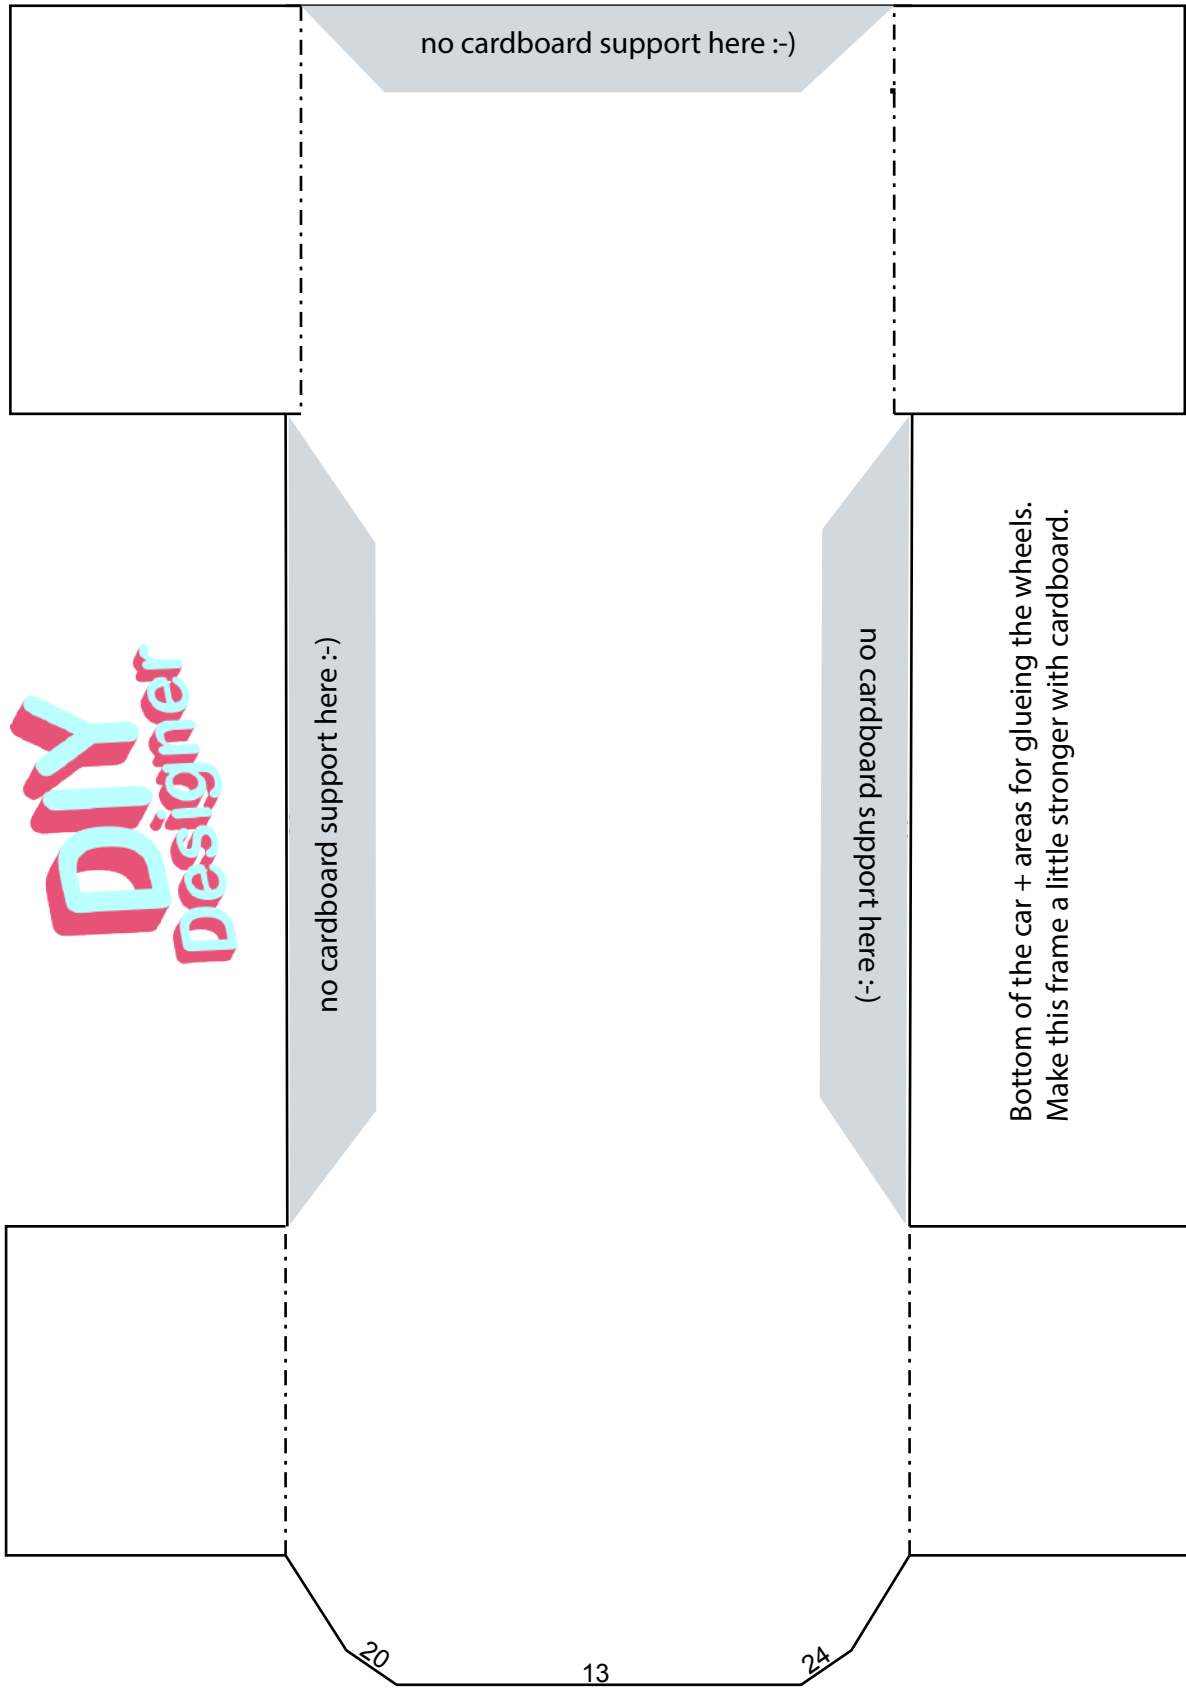 no cardboard support here :-)
DIY
Designer
no cardboard support here :-)
no cardboard support here :-)
Bottom of the car + areas for glueing the wheels.
Make this frame a little stronger with cardboard.
20
13
24